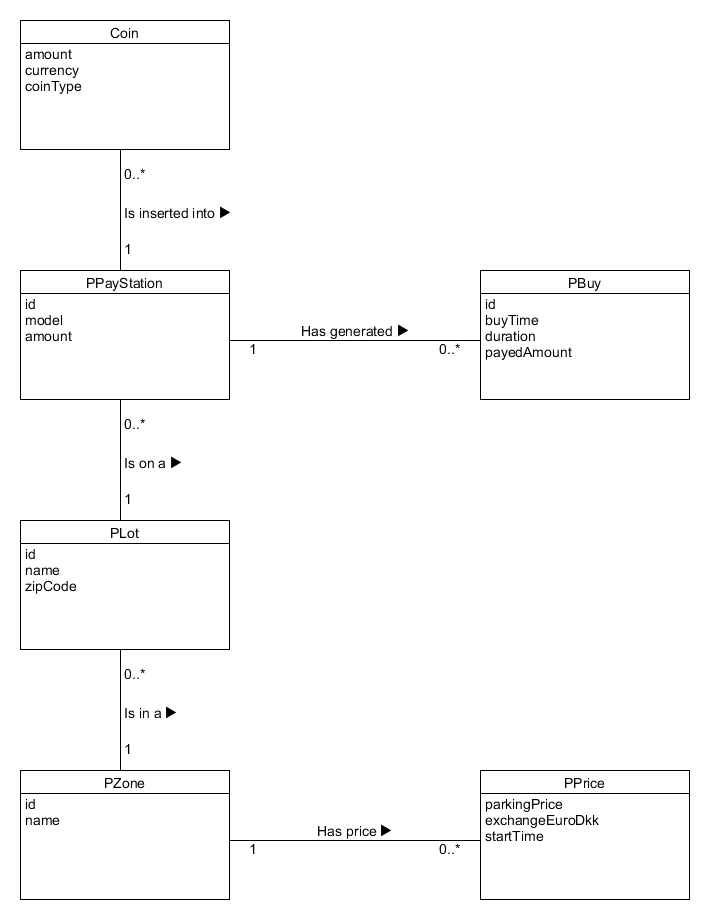 Coin
amount
currency
coinType
0..*
Is inserted into ▶
1
PPayStation
id
model
amount
Has generated ▶
1
0..*
PBuy
id
buyTime
duration
payedAmount
0..*
Is on a ▶
1
PLot
id
name
zipCode
0..*
Is in a ▶
1
PZone
id
name
Has price ▶
1
0..*
PPrice
parkingPrice
exchangeEuroDkk
startTime